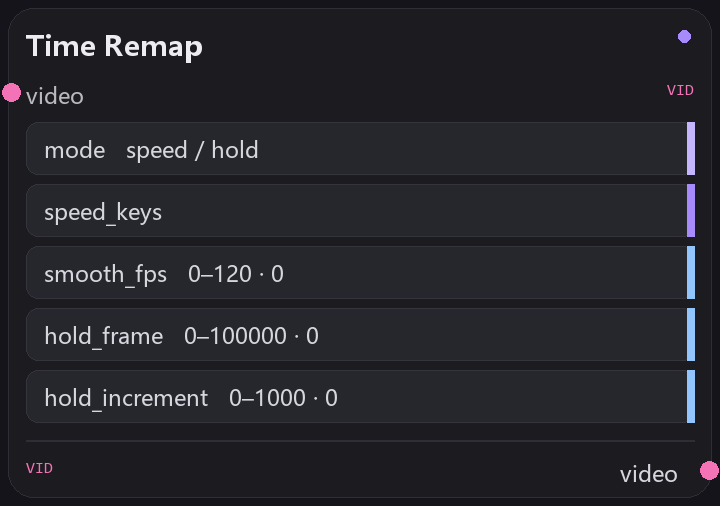 Time Remap
video VID
mode speed / hold
speed_keys
smooth_fps 0–120 · 0
hold_frame 0–100000 · 0
hold_increment 0–1000 · 0
VID video